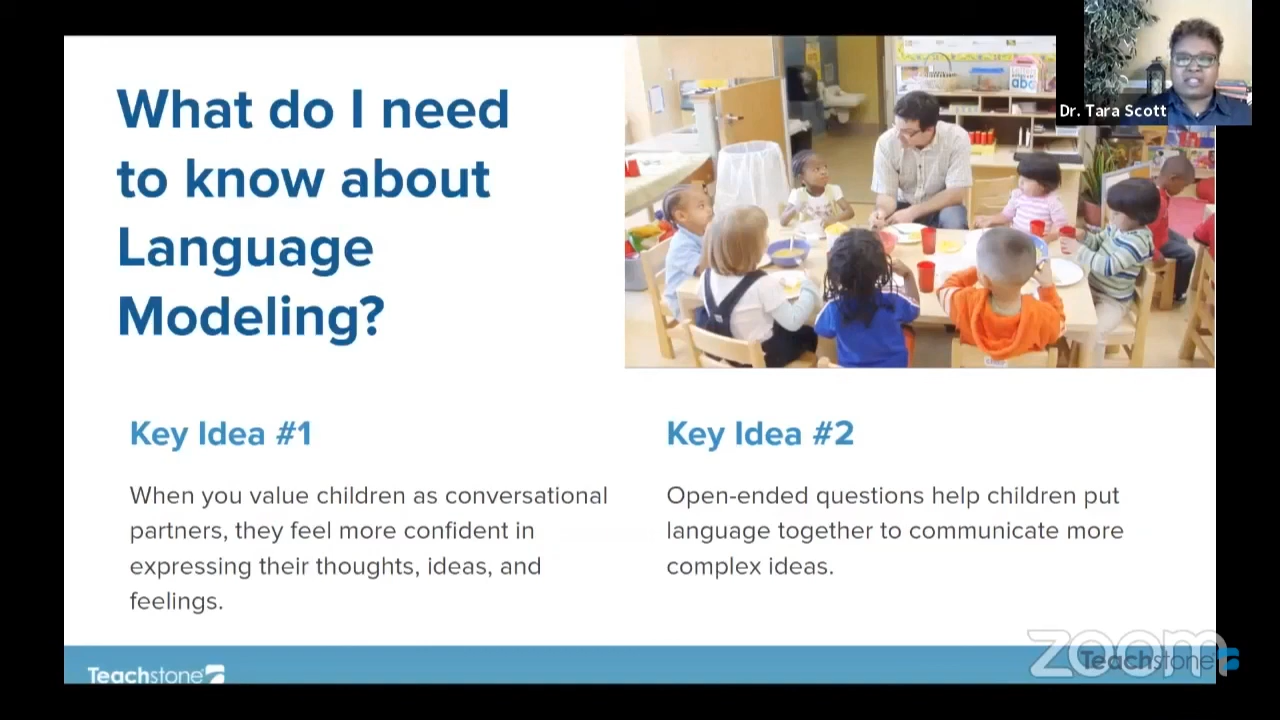 What do I need
to know about
Language
Modeling?
abc
Dr. Tara Scott
Key Idea #1
When you value children as conversational
partners, they feel more confident in
expressing their thoughts, ideas, and
feelings.
Key Idea #2
Open-ended questions help children put
language together to communicate more
complex ideas.
Teachstone
zoom
Teachstone